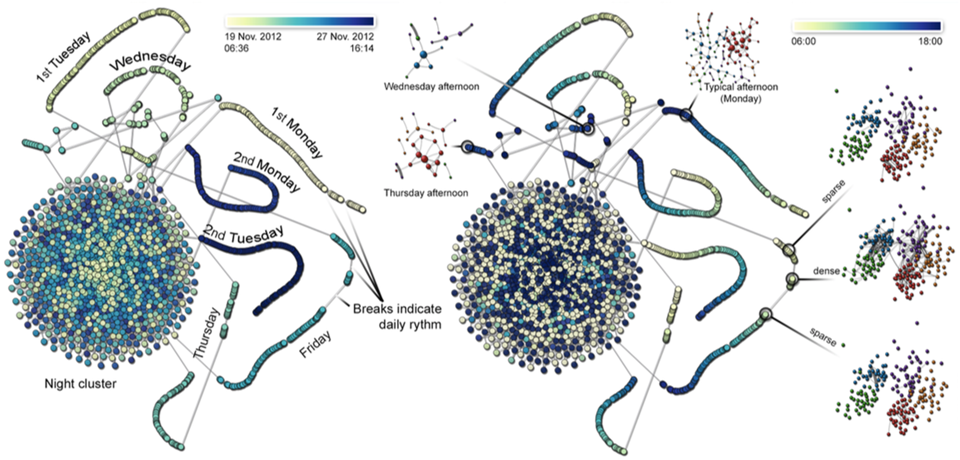 19 Nov. 2012
06:36
27 Nov. 2012
16:14
1st Tuesday
Wednesday
1st Monday
2nd Monday
2nd Tuesday
Thursday
Friday
Breaks indicate
daily rythm
Night cluster
Wednesday afternoon
Thursday afternoon
Typical afternoon
(Monday)
06:00
18:00
sparse
dense
sparse